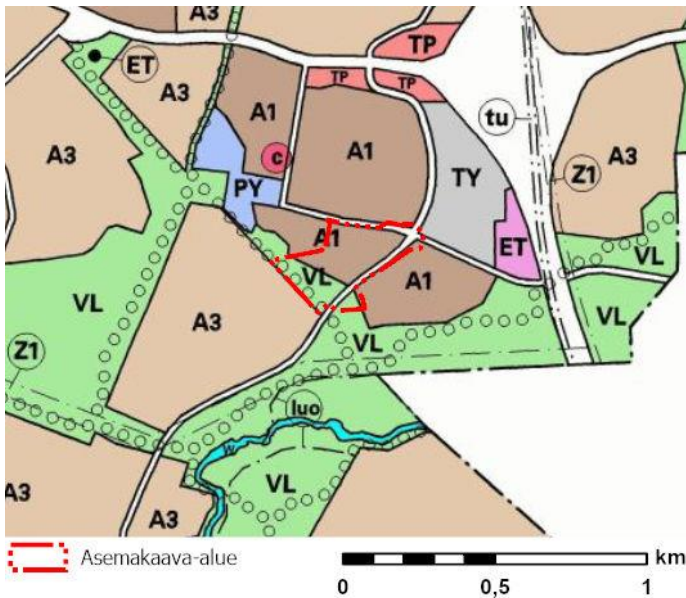 A3
TP
ET
A3
TP
TP
A1
A1
tu
A3
A3
C
Z1
PY
TY
A1
ET
VL
A1
VL
VL
A3
VL
VL
Z1
luo
VL
A3
A3
Asemakaava-alue
km
0
0,5
1